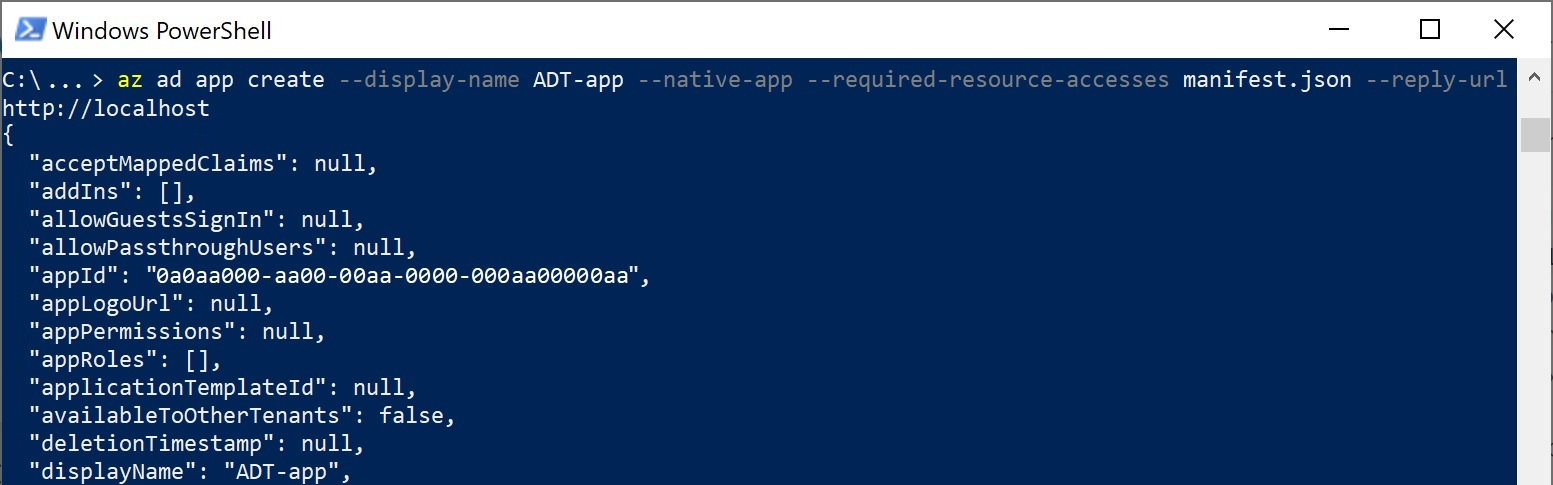 Windows PowerShell
C:\ ... > az ad app create --display-name ADT-app --native-app --required-resource-accesses manifest.json --reply-url
http://localhost
{
  "acceptMappedClaims": null,
  "addIns": [],
  "allowGuestsSignIn": null,
  "allowPassthroughUsers": null,
  "appId": "0a0aa000-aa00-00aa-0000-000aa00000aa",
  "appLogoUrl": null,
  "appPermissions": null,
  "appRoles": [],
  "applicationTemplateId": null,
  "availableToOtherTenants": false,
  "deletionTimestamp": null,
  "displayName": "ADT-app",